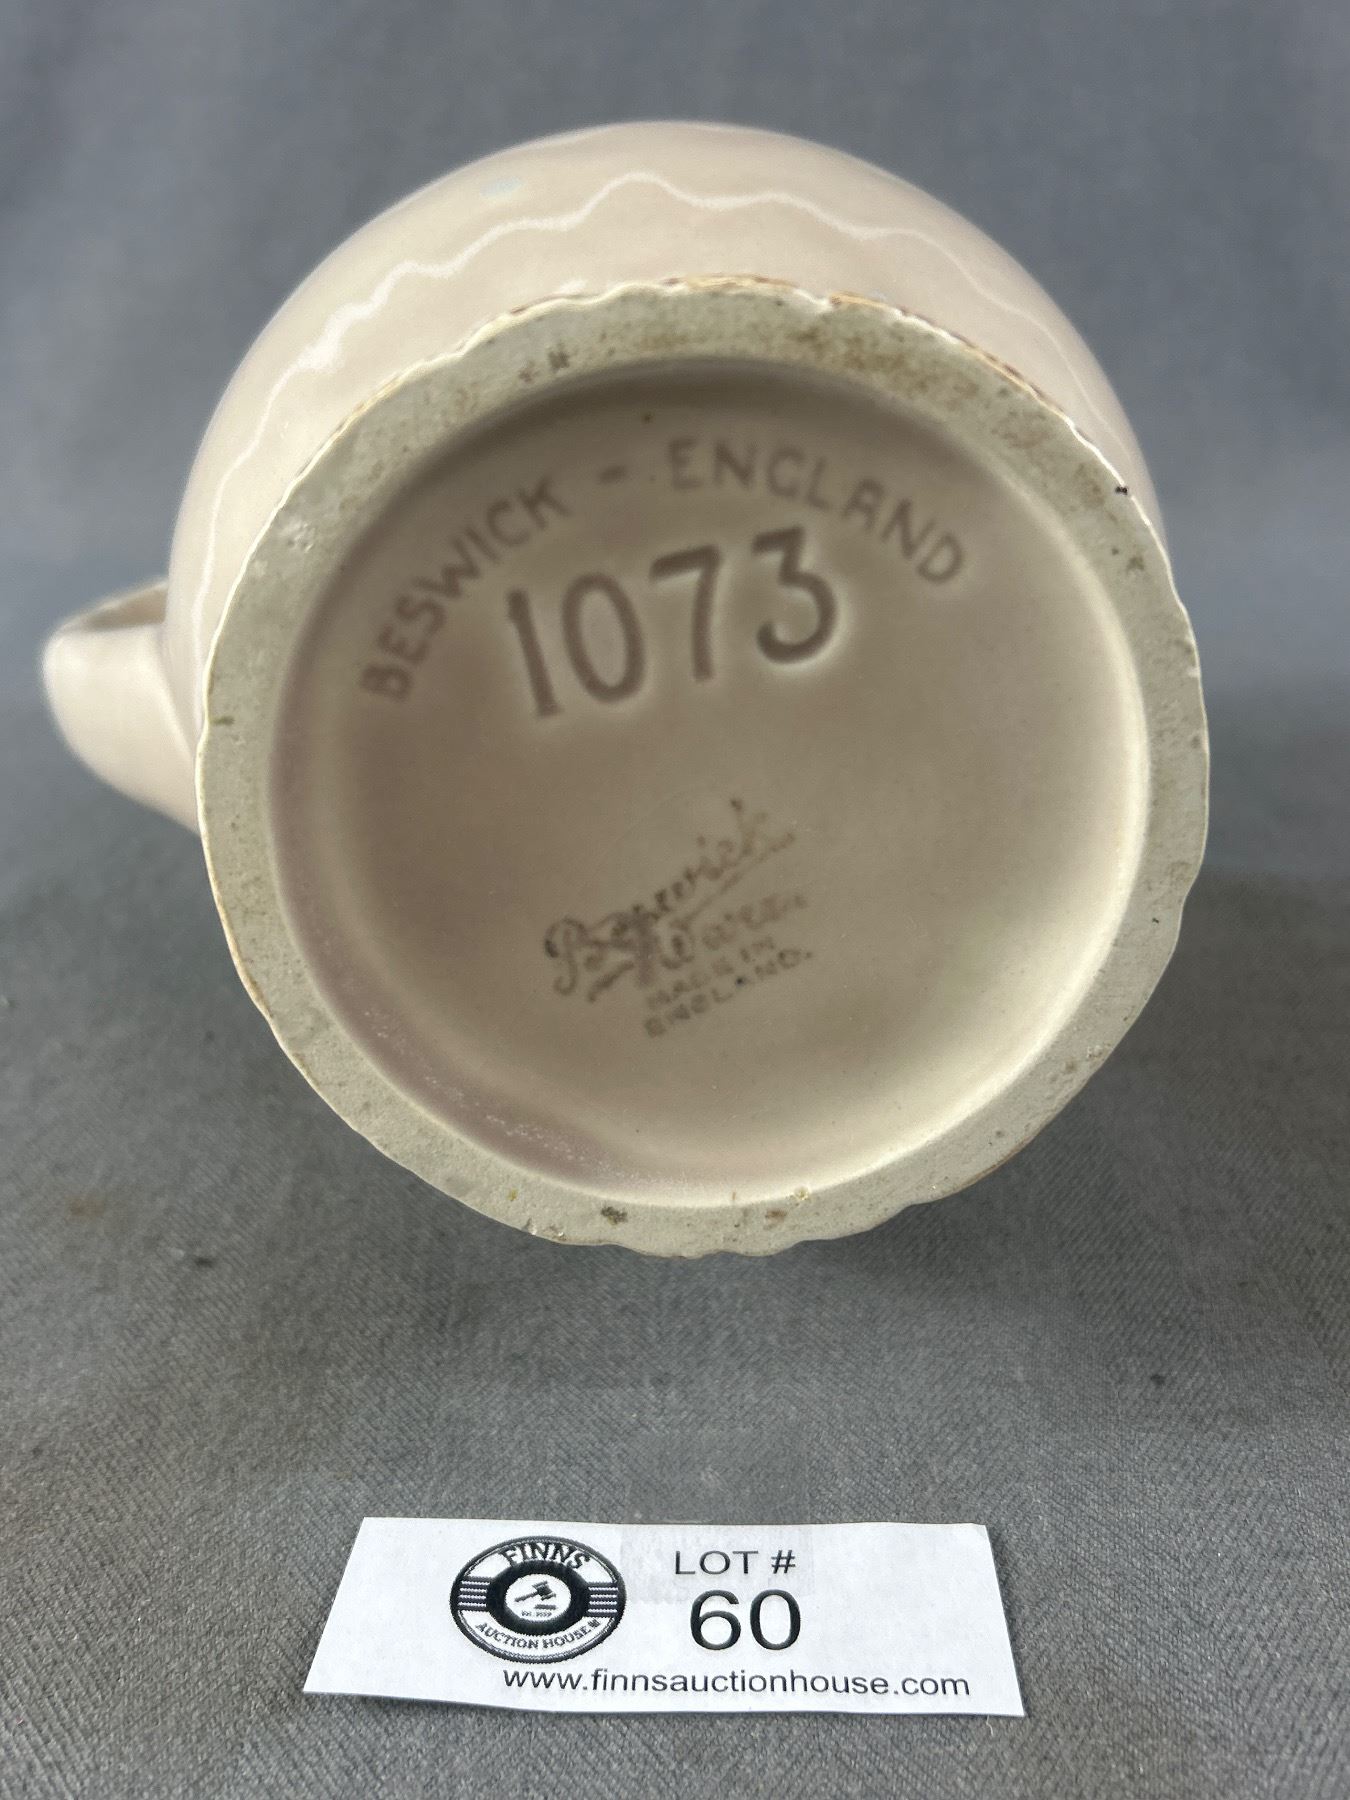 BESWICK - ENGLAND
1073
Beswick
Ware
MADE IN
ENGLAND.
FINNS
AUCTION HOUSE
LOT #
60
www.finnsauctionhouse.com